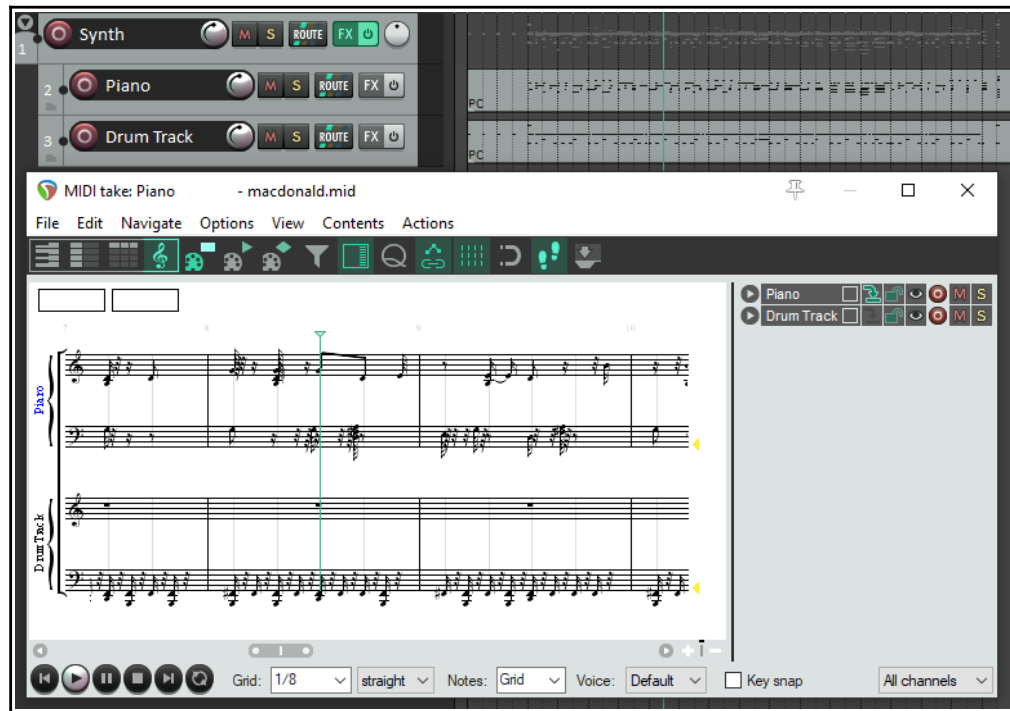 1 Synth M S ROUTE FX
2 Piano M S ROUTE FX
PC
3 Drum Track M S ROUTE FX
PC
MIDI take: Piano - macdonald.mid
File Edit Navigate Options View Contents Actions
Piano M S
Drum Track M S
7 8 9 10
Piano
Drum Track
Grid: 1/8 straight Notes: Grid Voice: Default Key snap All channels